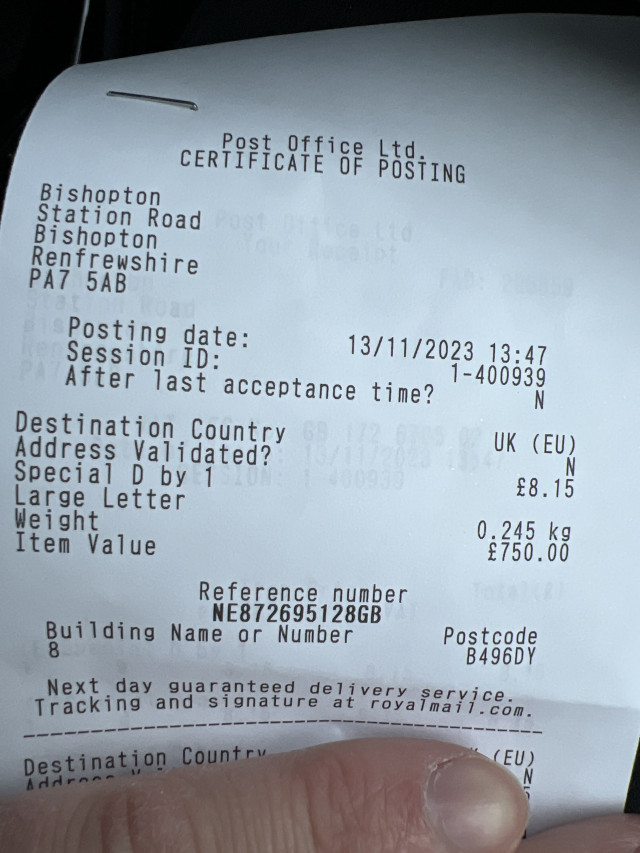 Post Office Ltd.
CERTIFICATE OF POSTING
Bishopton
Station Road
Bishopton
Renfrewshire
PA7 5AB
Posting date: 13/11/2023 13:47
Session ID: 1-400939
After last acceptance time? N
Destination Country UK (EU)
Address Validated? N
Special D by 1 £8.15
Large Letter
Weight 0.245 kg
Item Value £750.00
Reference number
NE872695128GB
Building Name or Number Postcode
8 B496DY
Next day guaranteed delivery service.
Tracking and signature at royalmail.com.
Destination Country (EU)
N